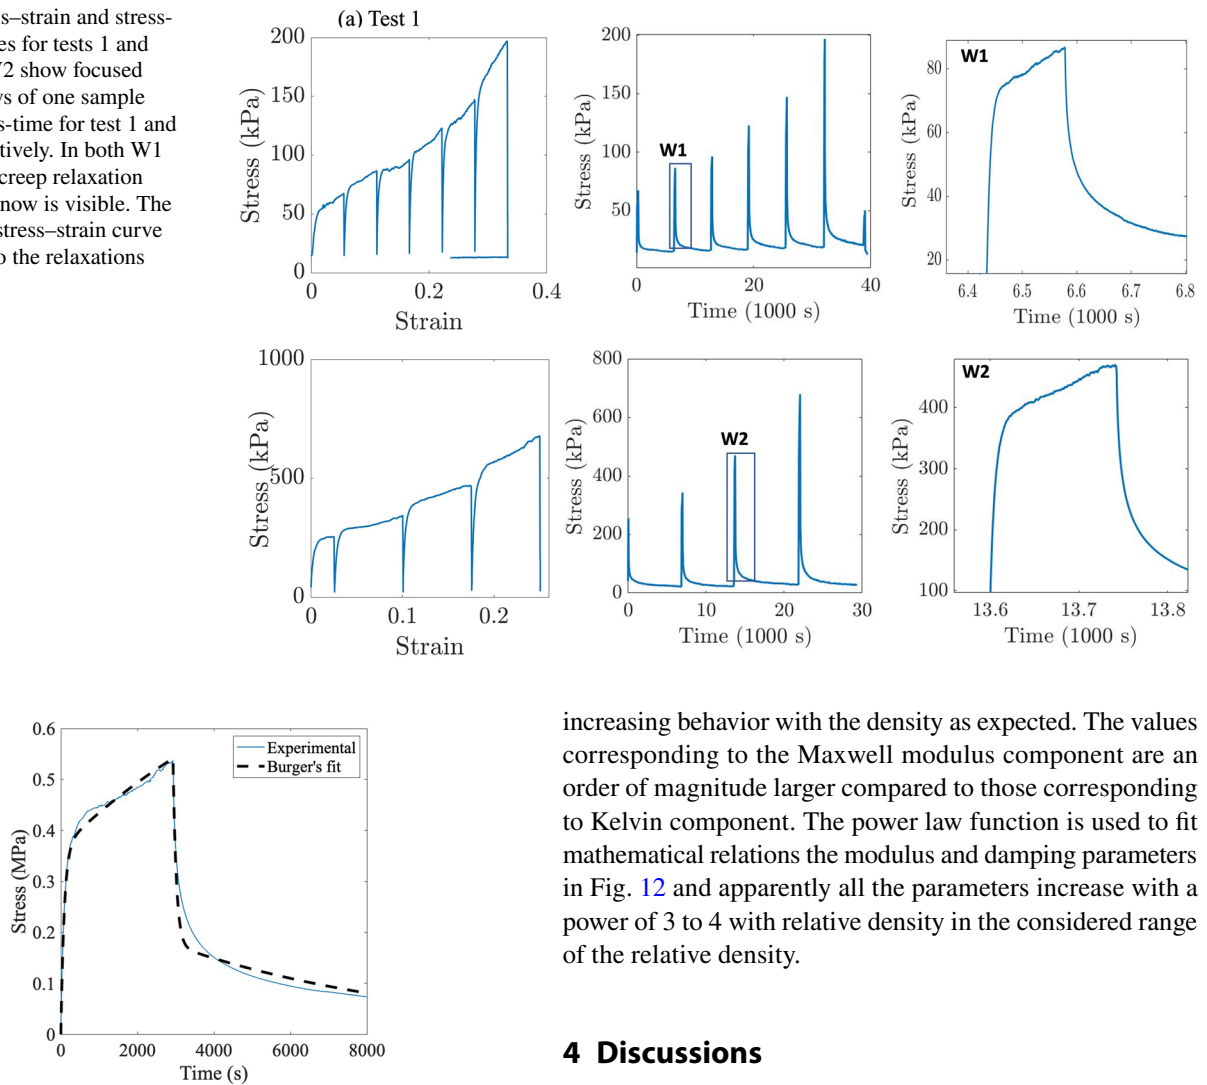 s–strain and stress-
es for tests 1 and
V2 show focused
vs of one sample
s-time for test 1 and
tively. In both W1
creep relaxation
now is visible. The
stress–strain curve
o the relaxations
(a) Test 1
Stress (kPa)
200
150
100
50
0
0 0.2 0.4
Strain
Stress (kPa)
200
150
100
50
W1
0 20 40
Time (1000 s)
W1
Stress (kPa)
80
60
40
20
6.4 6.5 6.6 6.7 6.8
Time (1000 s)
Stress (kPa)
1000
500
0
0 0.1 0.2
Strain
Stress (kPa)
800
600
400
200
0
W2
0 10 20 30
Time (1000 s)
W2
Stress (kPa)
400
300
200
100
13.6 13.7 13.8
Time (1000 s)
Stress (MPa)
0.6
0.5
0.4
0.3
0.2
0.1
0
Experimental
Burger's fit
0 2000 4000 6000 8000
Time (s)
increasing behavior with the density as expected. The values
corresponding to the Maxwell modulus component are an
order of magnitude larger compared to those corresponding
to Kelvin component. The power law function is used to fit
mathematical relations the modulus and damping parameters
in Fig. 12 and apparently all the parameters increase with a
power of 3 to 4 with relative density in the considered range
of the relative density.
4 Discussions